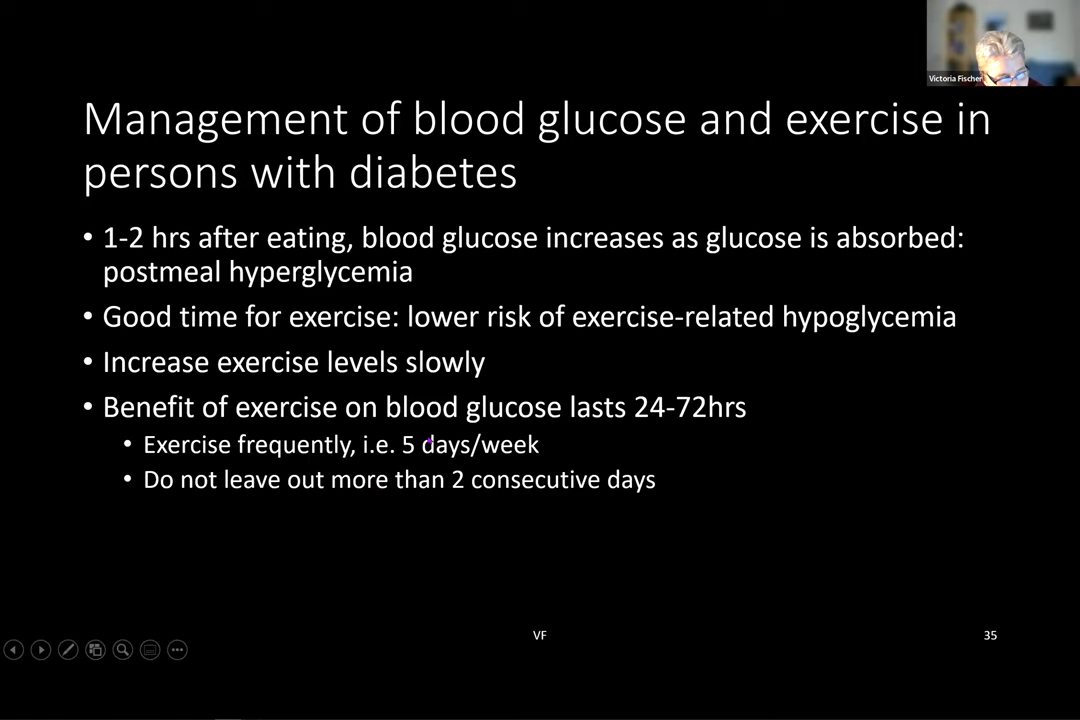 Victoria Fischer
Management of blood glucose and exercise in
persons with diabetes
• 1-2 hrs after eating, blood glucose increases as glucose is absorbed:
postmeal hyperglycemia
• Good time for exercise: lower risk of exercise-related hypoglycemia
• Increase exercise levels slowly
• Benefit of exercise on blood glucose lasts 24-72hrs
• Exercise frequently, i.e. 5 days/week
• Do not leave out more than 2 consecutive days
VF
35